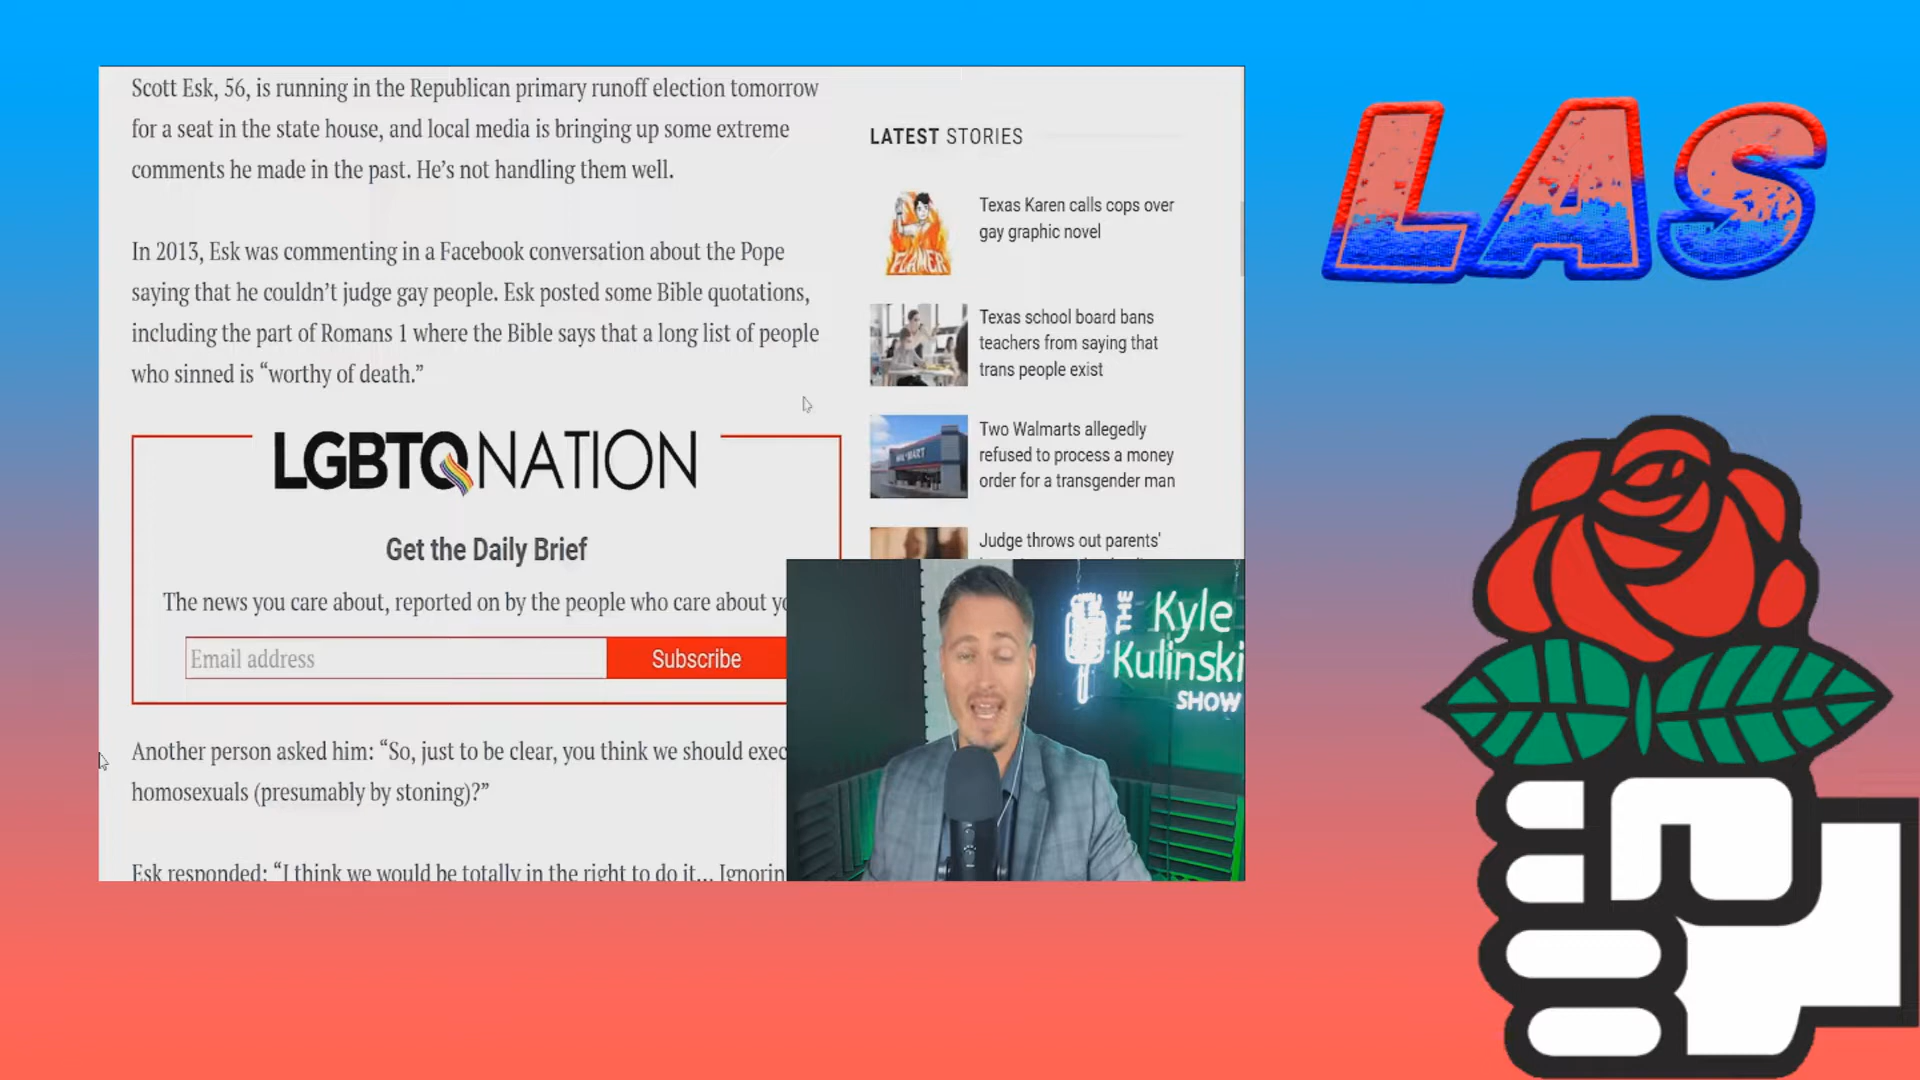 Scott Esk, 56, is running in the Republican primary runoff election tomorrow
for a seat in the state house, and local media is bringing up some extreme
comments he made in the past. He’s not handling them well.
In 2013, Esk was commenting in a Facebook conversation about the Pope
saying that he couldn’t judge gay people. Esk posted some Bible quotations,
including the part of Romans 1 where the Bible says that a long list of people
who sinned is “worthy of death.”
LGBTQ NATION
Get the Daily Brief
The news you care about, reported on by the people who care about
Email address
Subscribe
Another person asked him: “So, just to be clear, you think we should
homosexuals (presumably by stoning)?”
Esk responded: “I think we would be totally in the right to do it...
LATEST STORIES
FLAMER
Texas Karen calls cops over
gay graphic novel
Texas school board bans
teachers from saying that
trans people exist
WAL MART
Two Walmarts allegedly
refused to process a money
order for a transgender man
Judge throws out parents’
THE
Kyle
Kulinski
SHOW
LAS